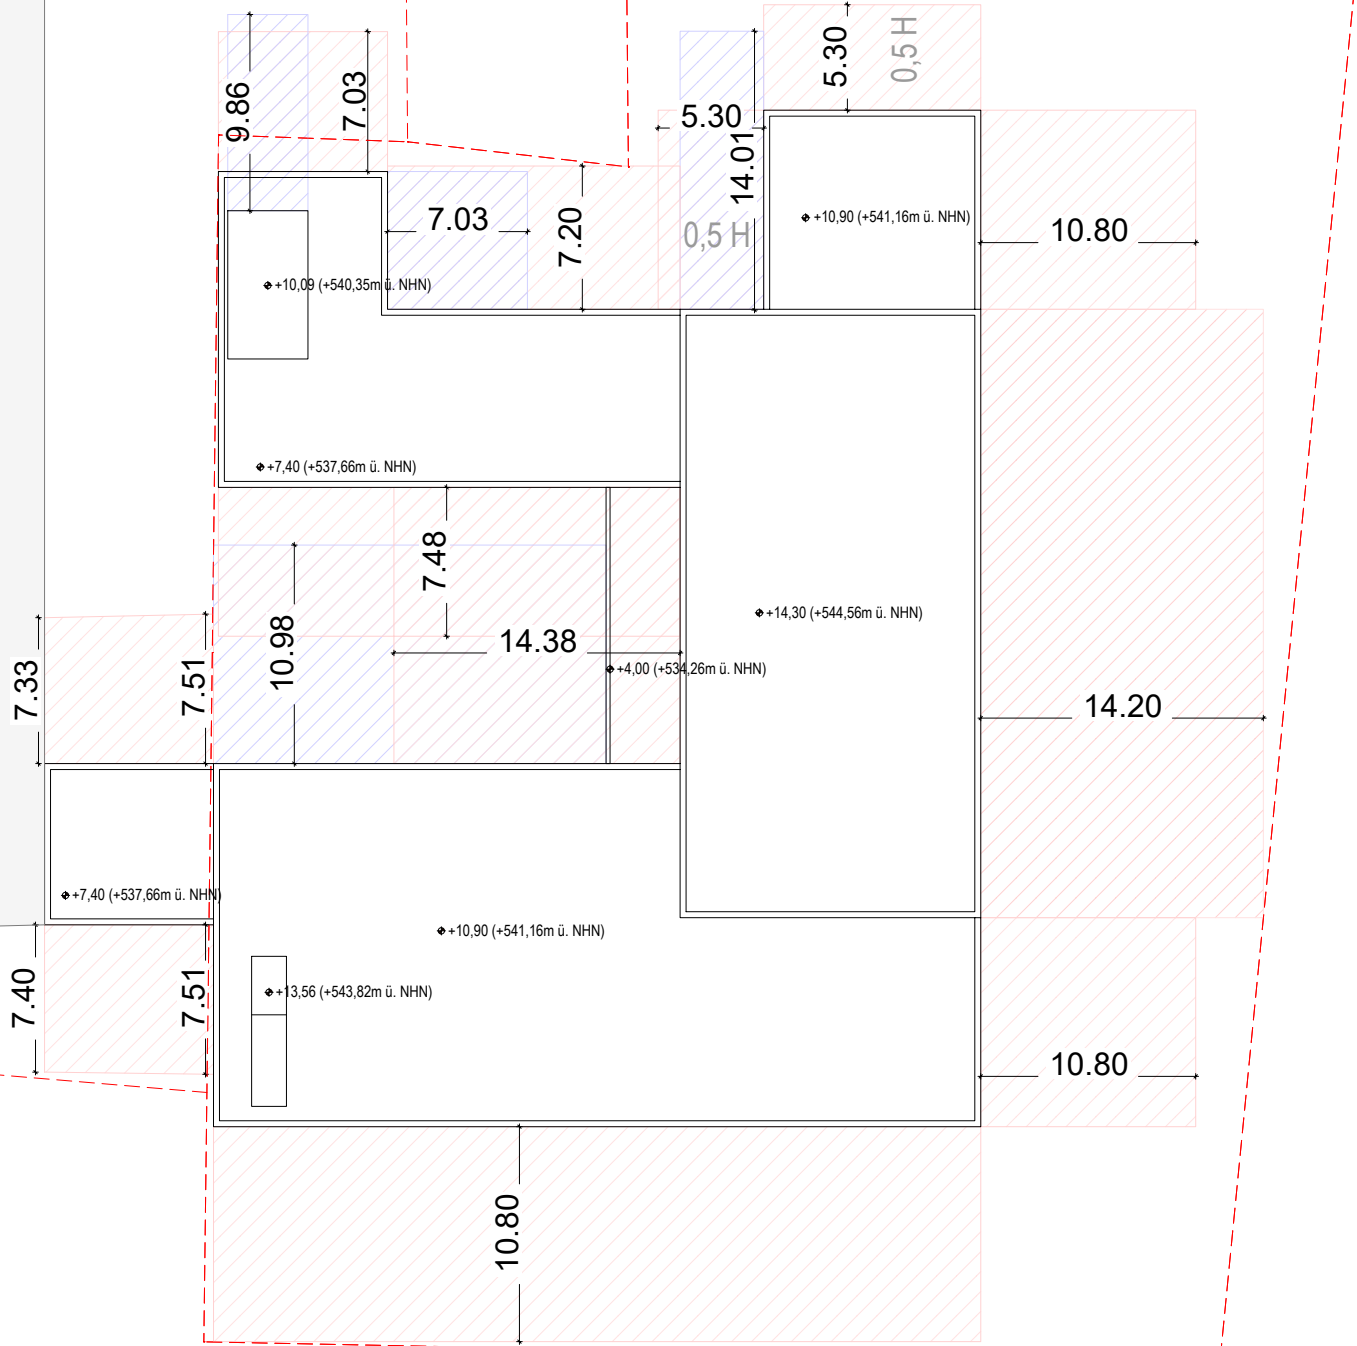 9.86
7.03
5.30
0,5 H
5.30
14.01
7.03
7.20
0,5 H
+10,90 (+541,16m ü. NHN)
10.80
+10,09 (+540,35m ü. NHN)
+7,40 (+537,66m ü. NHN)
7.48
10.98
14.38
+14,30 (+544,56m ü. NHN)
+4,00 (+534,26m ü. NHN)
7.33
7.51
14.20
+7,40 (+537,66m ü. NHN)
+10,90 (+541,16m ü. NHN)
7.40
7.51
+13,56 (+543,82m ü. NHN)
10.80
10.80